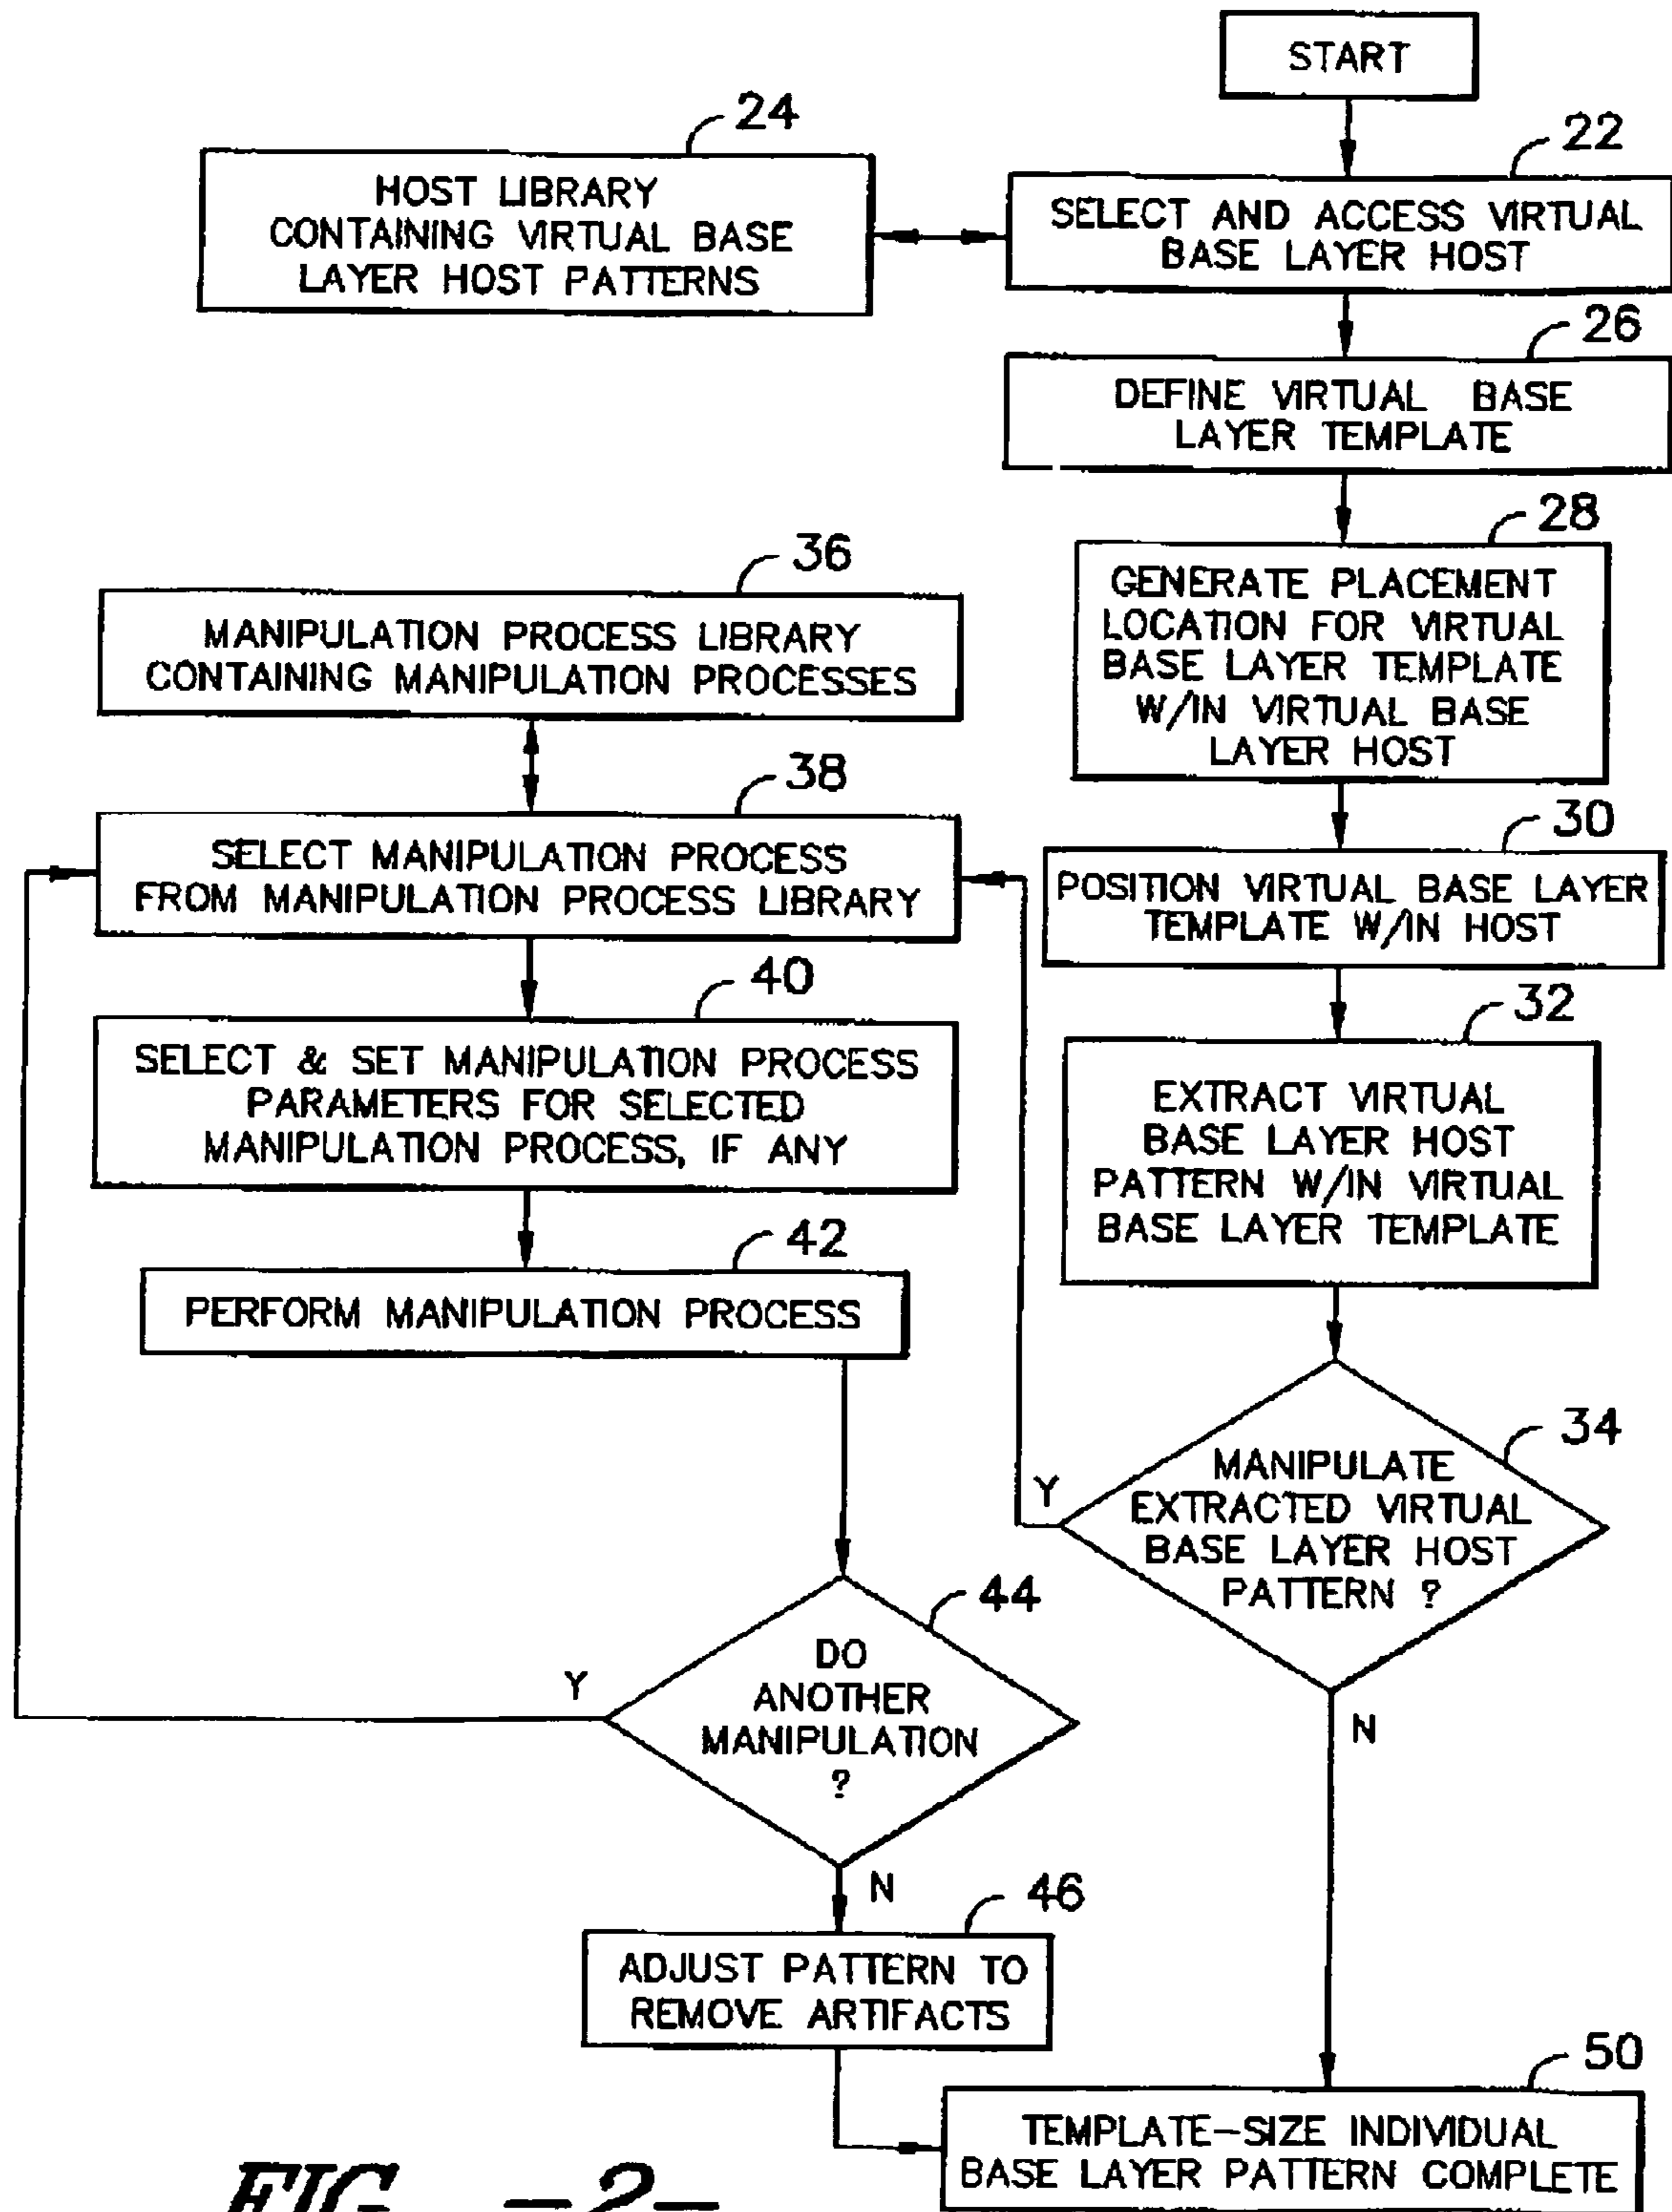 START
24
HOST LIBRARY
CONTAINING VIRTUAL BASE
LAYER HOST PATTERNS
22
SELECT AND ACCESS VIRTUAL
BASE LAYER HOST
26
DEFINE VIRTUAL BASE
LAYER TEMPLATE
28
GENERATE PLACEMENT
LOCATION FOR VIRTUAL
BASE LAYER TEMPLATE
W/IN VIRTUAL BASE
LAYER HOST
30
POSITION VIRTUAL BASE LAYER
TEMPLATE W/IN HOST
32
EXTRACT VIRTUAL
BASE LAYER HOST
PATTERN W/IN VIRTUAL
BASE LAYER TEMPLATE
34
MANIPULATE
EXTRACTED VIRTUAL
BASE LAYER HOST
PATTERN ?
Y
N
36
MANIPULATION PROCESS LIBRARY
CONTAINING MANIPULATION PROCESSES
38
SELECT MANIPULATION PROCESS
FROM MANIPULATION PROCESS LIBRARY
40
SELECT & SET MANIPULATION PROCESS
PARAMETERS FOR SELECTED
MANIPULATION PROCESS, IF ANY
42
PERFORM MANIPULATION PROCESS
44
DO
ANOTHER
MANIPULATION
?
Y
N
46
ADJUST PATTERN TO
REMOVE ARTIFACTS
50
TEMPLATE-SIZE INDIVIDUAL
BASE LAYER PATTERN COMPLETE
FIG. -2-